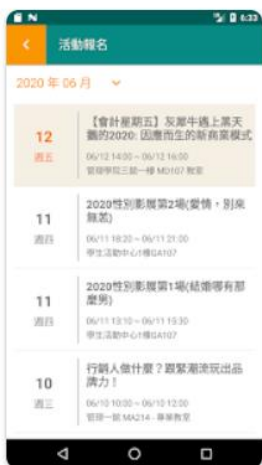 6:33
活動報名
2020 年 06 月
12
週五
【會計星期五】灰犀牛遇上黑天
鵝的2020: 因應而生的新商業模式
06/12 14:00 ~ 06/12 16:00
管理學院三館一樓 MD107 教室
11
週四
2020性別影展第2場(愛情，別來
無恙)
06/11 18:20 ~ 06/11 21:00
學生活動中心1樓GA107
11
週四
2020性別影展第1場(結婚哪有那
麼男)
06/11 13:10 ~ 06/11 15:30
學生活動中心1樓GA107
10
週三
行銷人做什麼？跟緊潮流玩出品
牌力！
06/10 10:00 ~ 06/10 12:00
管理一館 MA214 - 專業教室